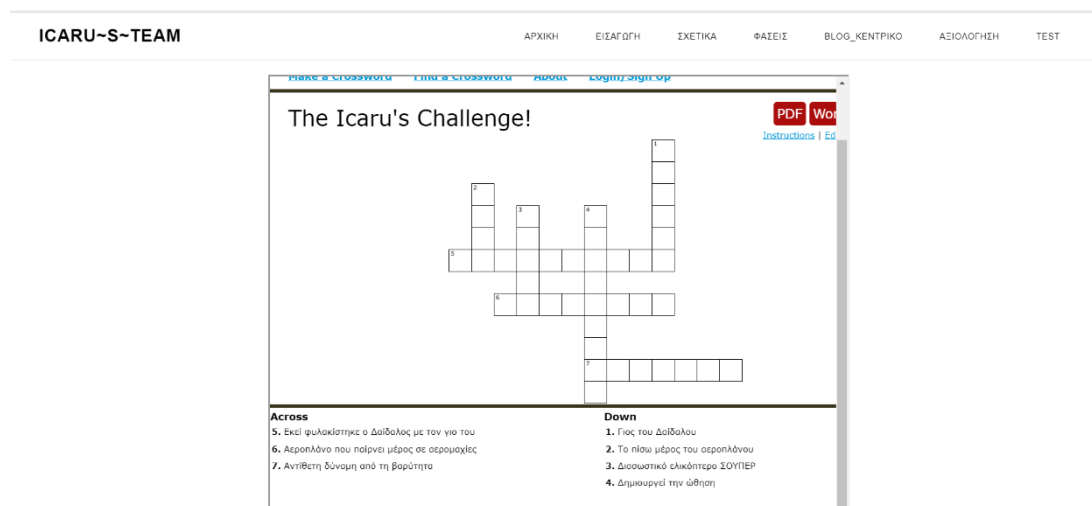 ICARU~S~TEAM
ΑΡΧΙΚΗ ΕΙΣΑΓΩΓΗ ΣΧΕΤΙΚΑ ΦΑΣΕΙΣ BLOG_ΚΕΝΤΡΙΚΟ ΑΞΙΟΛΟΓΗΣΗ TEST
Make a Crossword Find a Crossword About Login/Sign Up
The Icaru's Challenge!
PDF Wor
Instructions | Ed
1
2
3 4
5
6
7
Across
5. Εκεί φυλακίστηκε ο Δαίδαλος με τον γιο του
6. Αεροπλάνο που παίρνει μέρος σε αερομαχίες
7. Αντίθετη δύναμη από τη βαρύτητα
Down
1. Γιος του Δαίδαλου
2. Το πίσω μέρος του αεροπλάνου
3. Διασωστικό ελικόπτερο ΣΟΥΠΕΡ
4. Δημιουργεί την ώθηση